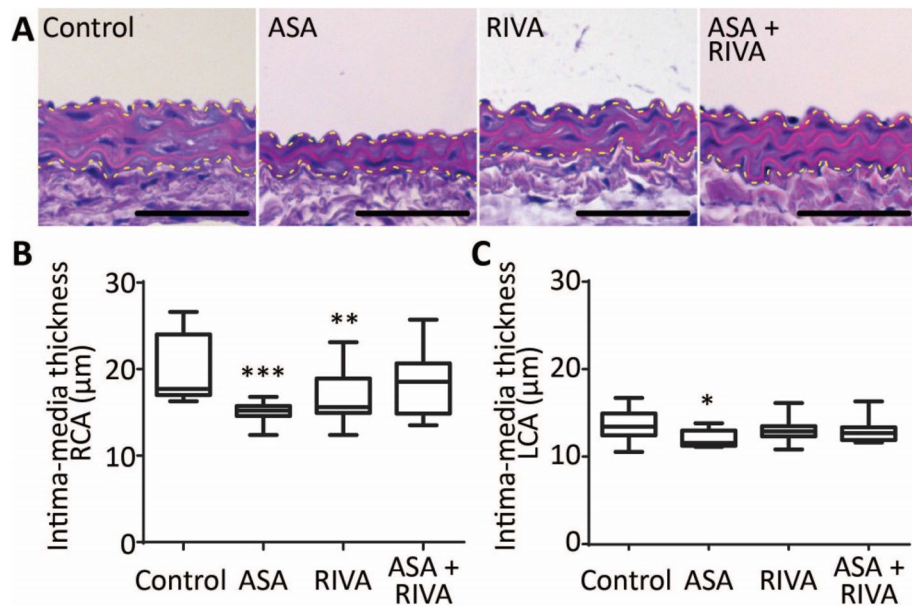 A
Control
ASA
RIVA
ASA +
RIVA
B
Intima-media thickness
RCA (µm)
30
20
10
0
***
**
Control
ASA
RIVA
ASA +
RIVA
C
Intima-media thickness
LCA (µm)
30
20
10
0
*
Control
ASA
RIVA
ASA +
RIVA